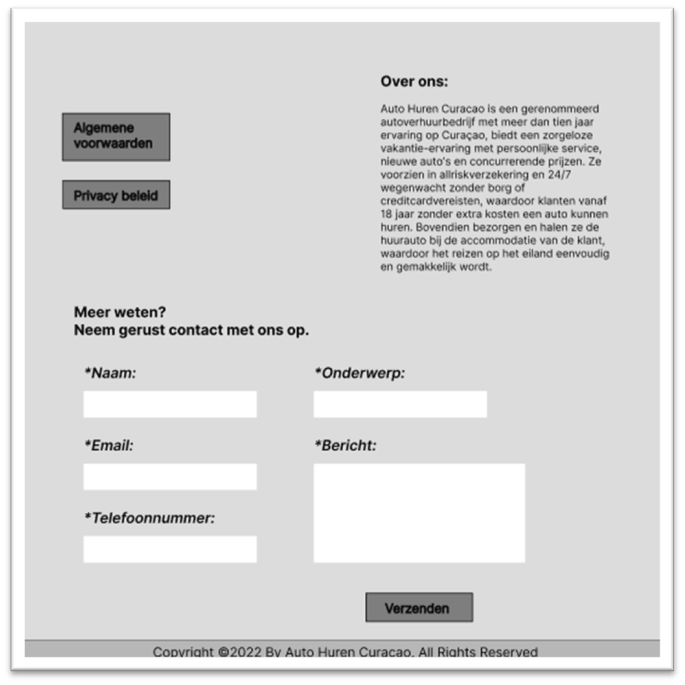 Over ons:
Algemene
voorwaarden
Privacy beleid
Auto Huren Curacao is een gerenommeerd
autoverhuurbedrijf met meer dan tien jaar
ervaring op Curaçao, biedt een zorgeloze
vakantie-ervaring met persoonlijke service,
nieuwe auto's en concurrerende prijzen. Ze
voorzien in allriskverzekering en 24/7
wegenwacht zonder borg of
creditcardvereisten, waardoor klanten vanaf
18 jaar zonder extra kosten een auto kunnen
huren. Bovendien bezorgen en halen ze de
huurauto bij de accommodatie van de klant,
waardoor het reizen op het eiland eenvoudig
en gemakkelijk wordt.
Meer weten?
Neem gerust contact met ons op.
*Naam:
*Onderwerp:
*Email:
*Bericht:
*Telefoonnummer:
Verzenden
Copyright ©2022 By Auto Huren Curacao. All Rights Reserved